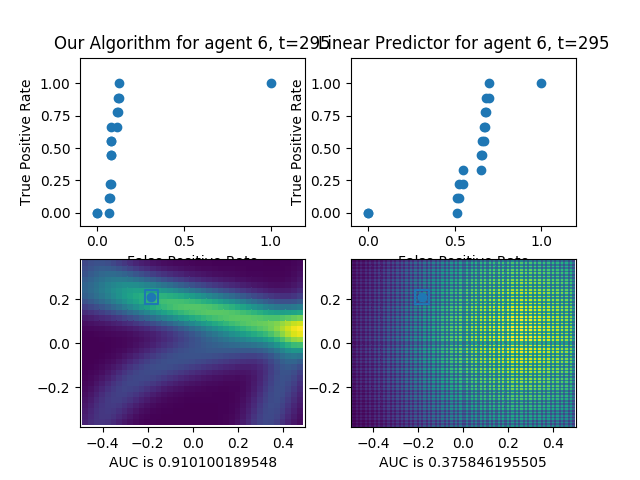 Our Algorithm for agent 6, t=295
Linear Predictor for agent 6, t=295
True Positive Rate
1.00
0.75
0.50
0.25
0.00
0.0 0.5 1.0
False Positive Rate
True Positive Rate
1.00
0.75
0.50
0.25
0.00
0.0 0.5 1.0
False Positive Rate
0.2
0.0
−0.2
−0.4 −0.2 0.0 0.2 0.4
AUC is 0.910100189548
0.2
0.0
−0.2
−0.4 −0.2 0.0 0.2 0.4
AUC is 0.375846195505